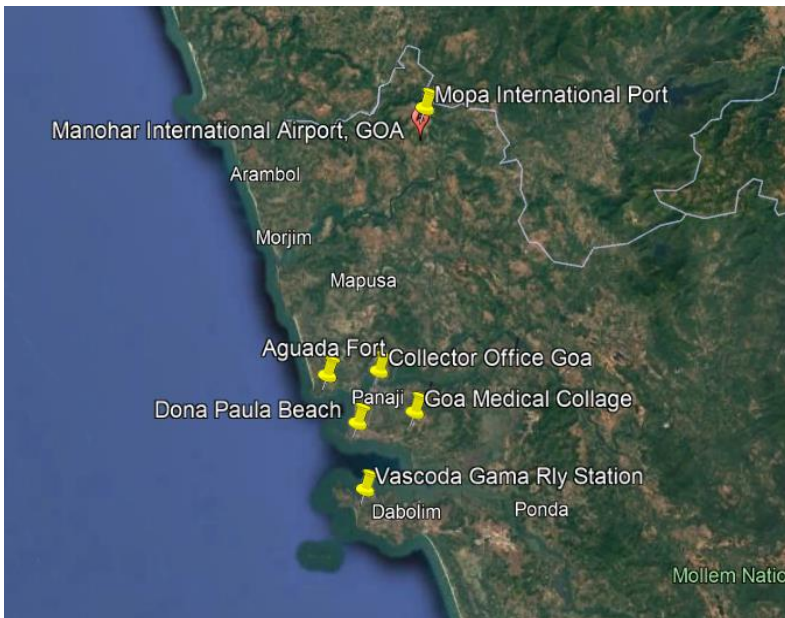 Mopa International Port
Manohar International Airport, GOA
Arambol
Morjim
Mapusa
Aguada Fort
Collector Office Goa
Panaji
Goa Medical Collage
Dona Paula Beach
Vascoda Gama Rly Station
Dabolim
Ponda
Mollem Natio